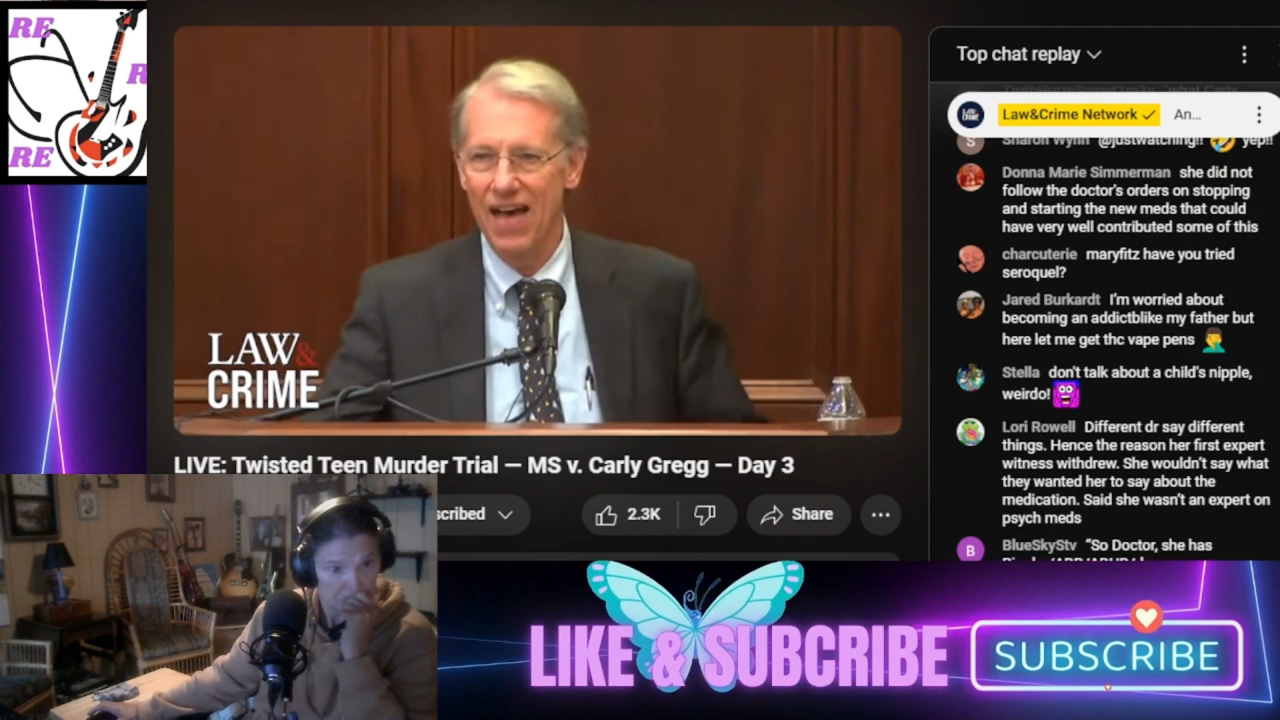 RE
R
RE
LAW&
CRIME
LIVE: Twisted Teen Murder Trial — MS v. Carly Gregg — Day 3
scribed
2.3K
Share
Top chat replay
Law&Crime Network
An...
Sharon Wynn @justwatching!! 🤣 yep!!
Donna Marie Simmerman she did not
follow the doctor's orders on stopping
and starting the new meds that could
have very well contributed some of this
charcuterie maryfitz have you tried
seroquel?
Jared Burkardt I'm worried about
becoming an addictblike my father but
here let me get thc vape pens 🤦‍♂️
Stella don't talk about a child's nipple,
weirdo!
Lori Rowell Different dr say different
things. Hence the reason her first expert
witness withdrew. She wouldn't say what
they wanted her to say about the
medication. Said she wasn't an expert on
psych meds
B
BlueSkyStv "So Doctor, she has
LIKE & SUBCRIBE
SUBSCRIBE